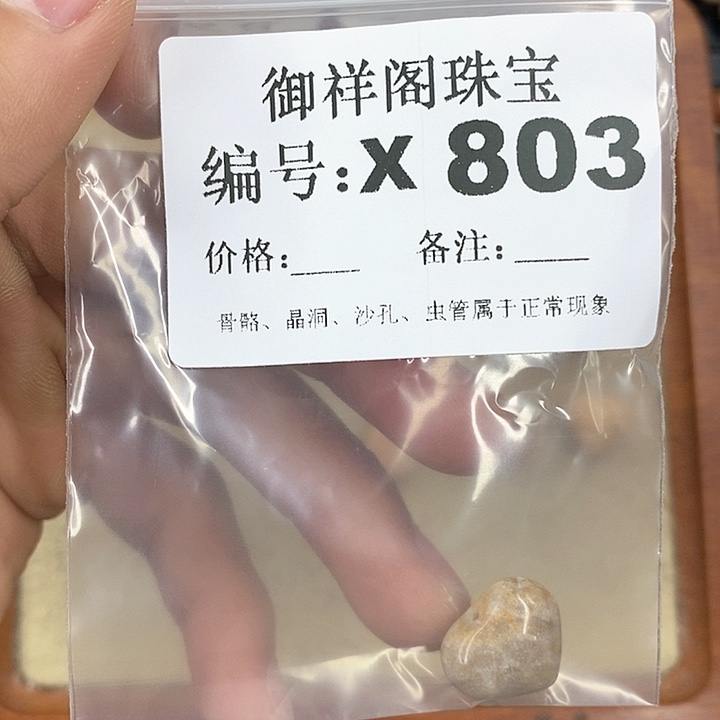 御祥阁珠宝
编号:X 803
价格:____ 备注:_____
骨骼、晶洞、沙孔、虫管属于正常现象